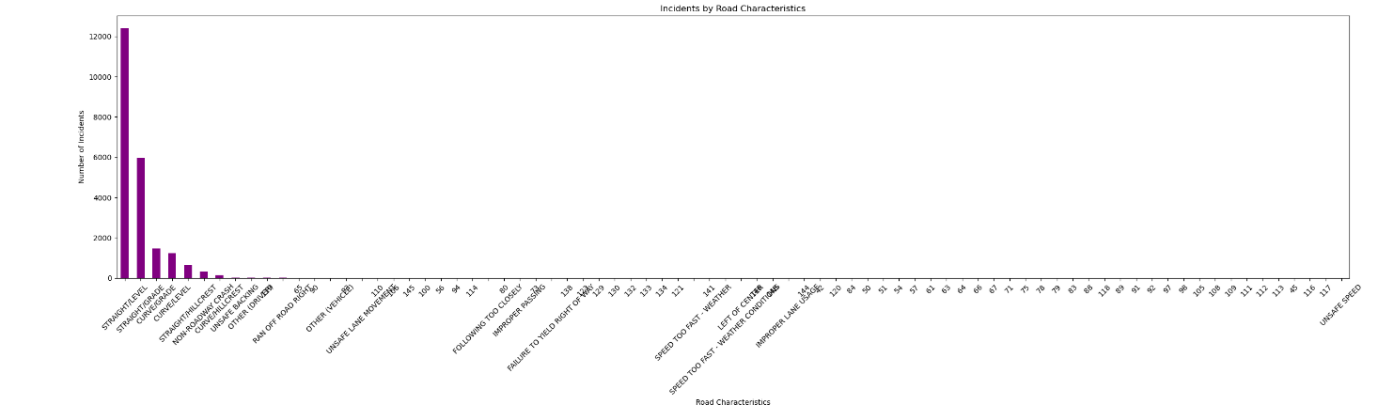 Incidents by Road Characteristics
Number of Incidents
12000
10000
8000
6000
4000
2000
0
STRAIGHT/LEVEL
STRAIGHT/GRADE
CURVE/GRADE
CURVE/LEVEL
STRAIGHT/HILLCREST
NON-ROADWAY CRASH
CURVE/HILLCREST
UNSAFE BACKING
OTHER (DRIVER)
65
RAN OFF ROAD RIGHT
90
OTHER (VEHICLE)
110
UNSAFE LANE MOVEMENT
145
100
56
94
114
80
FOLLOWING TOO CLOSELY
IMPROPER PASSING
138
FAILURE TO YIELD RIGHT OF WAY
129
130
132
133
134
121
141
SPEED TOO FAST - WEATHER
LEFT OF CENTER
SPEED TOO FAST - WEATHER CONDITIONS
144
IMPROPER LANE USAGE
120
84
50
51
54
57
61
63
64
66
67
71
75
78
79
83
88
118
89
91
92
97
98
105
108
109
111
112
113
45
116
117
UNSAFE SPEED
Road Characteristics